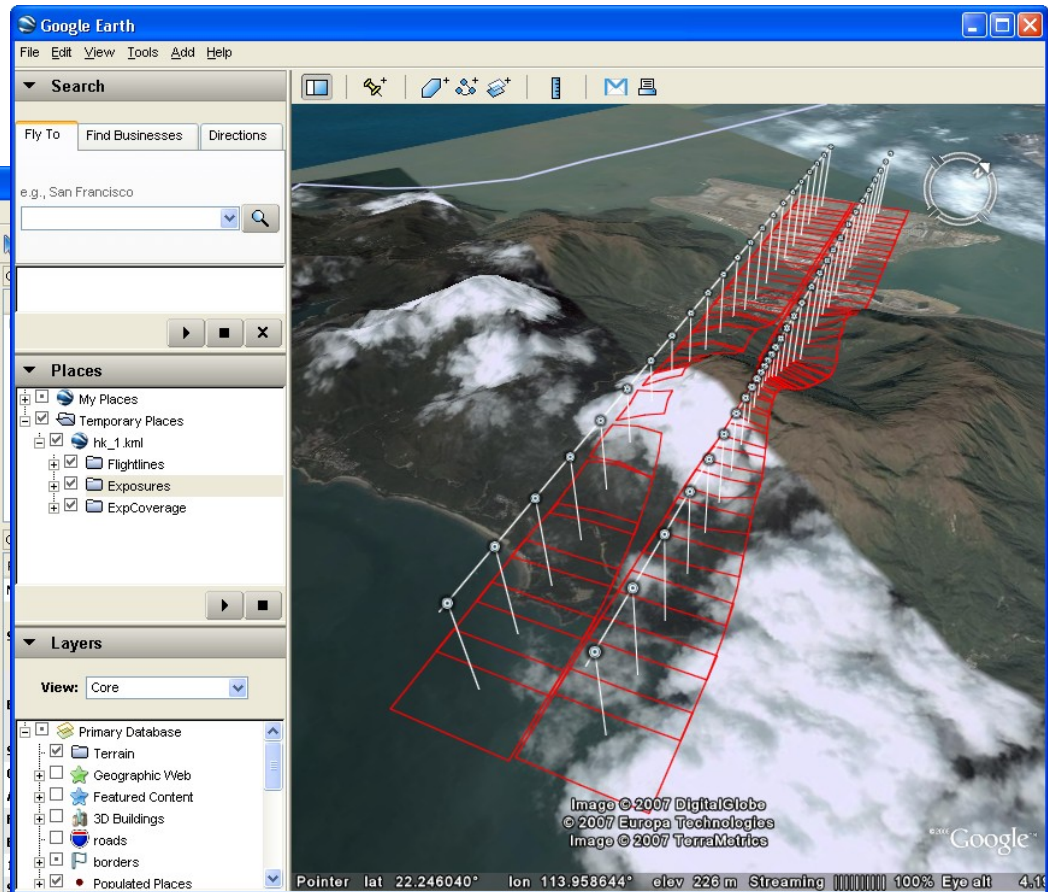 Google Earth
File Edit View Tools Add Help
Search
Fly To Find Businesses Directions
e.g., San Francisco
Places
My Places
Temporary Places
hk_1.kml
Flightlines
Exposures
ExpCoverage
Layers
View: Core
Primary Database
Terrain
Geographic Web
Featured Content
3D Buildings
roads
borders
Populated Places
N
Image © 2007 DigitalGlobe
© 2007 Europa Technologies
Image © 2007 TerraMetrics
Google
Pointer lat 22.246040° lon 113.958644° elev 226 m Streaming |||||||||| 100% Eye alt 4.19